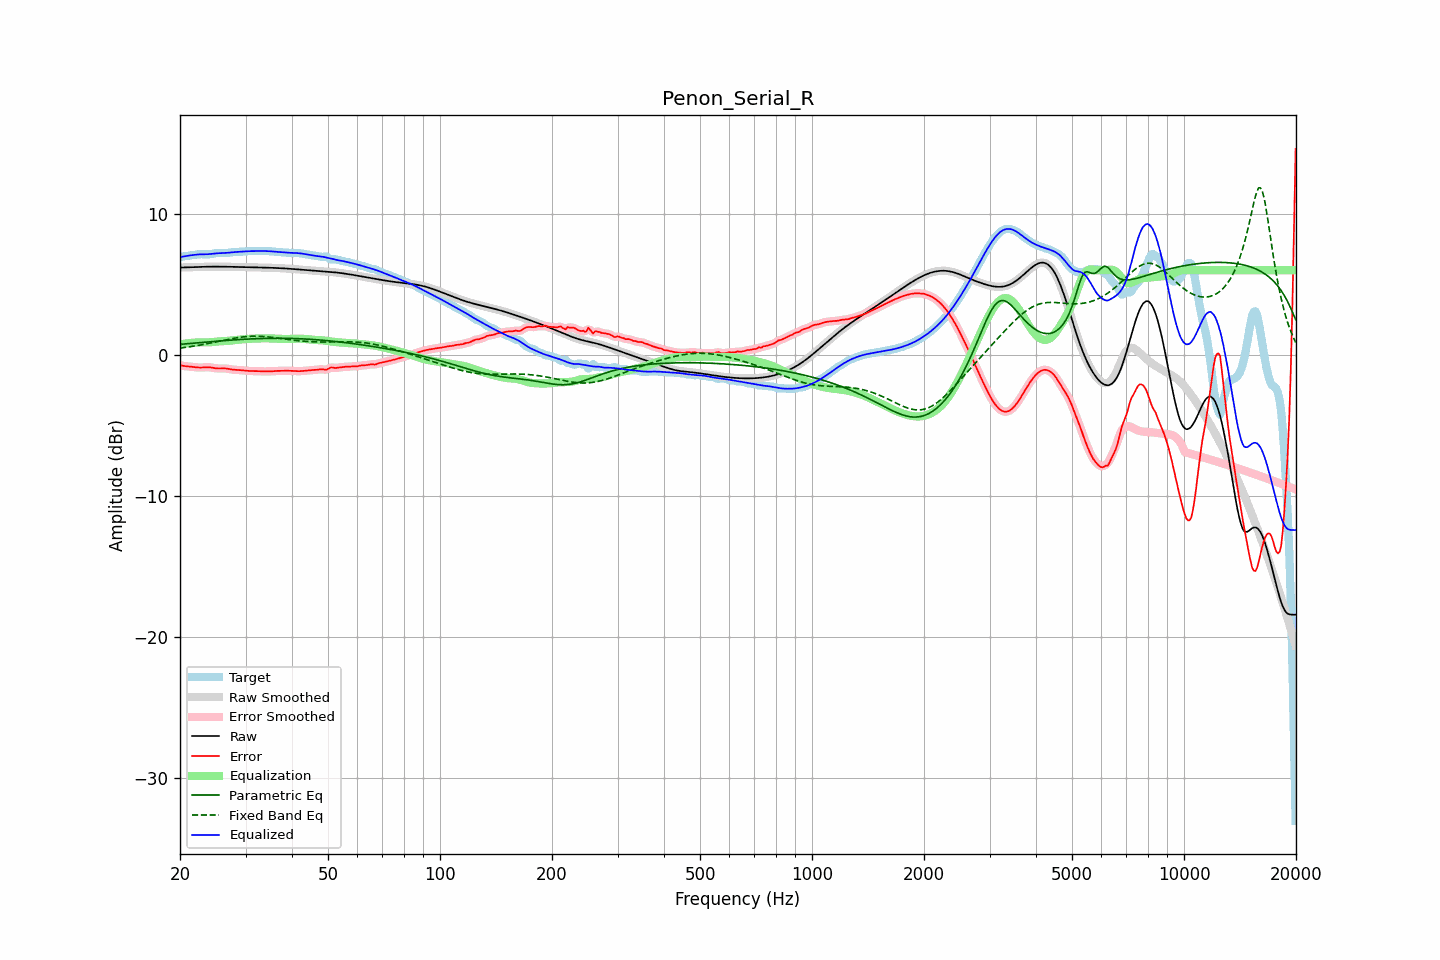 Penon_Serial_R
Amplitude (dBr)
10
0
−10
−20
−30
Target
Raw Smoothed
Error Smoothed
Raw
Error
Equalization
Parametric Eq
Fixed Band Eq
Equalized
20 50 100 200 500 1000 2000 5000 10000 20000
Frequency (Hz)